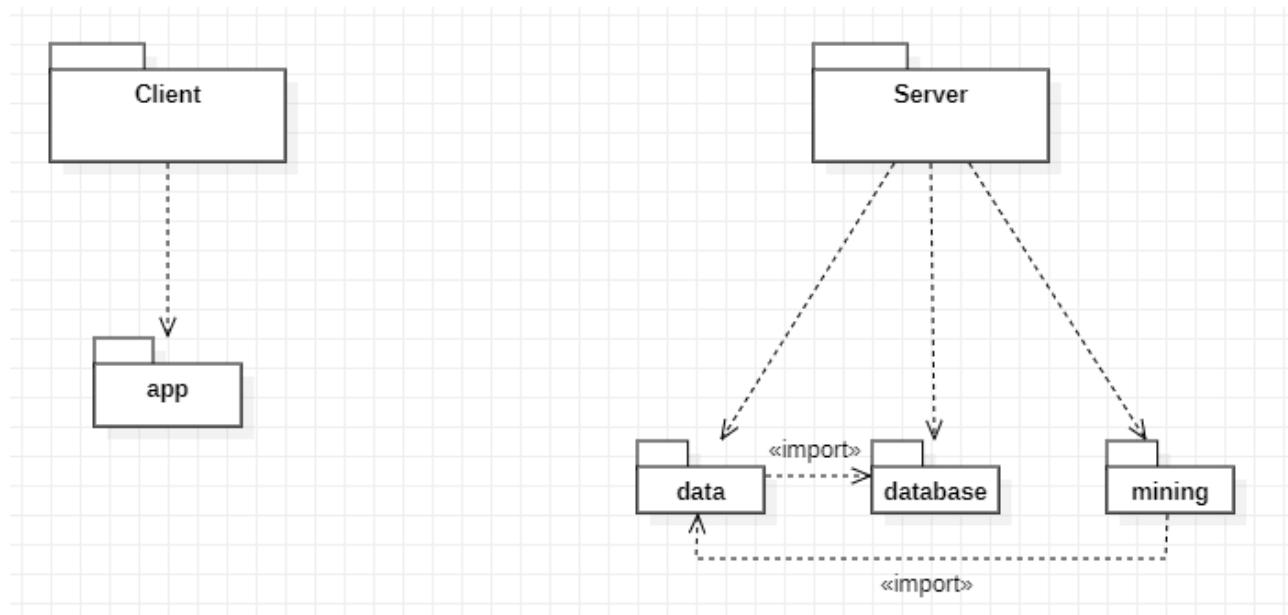 Client
Server
app
«import»
data
database
mining
«import»